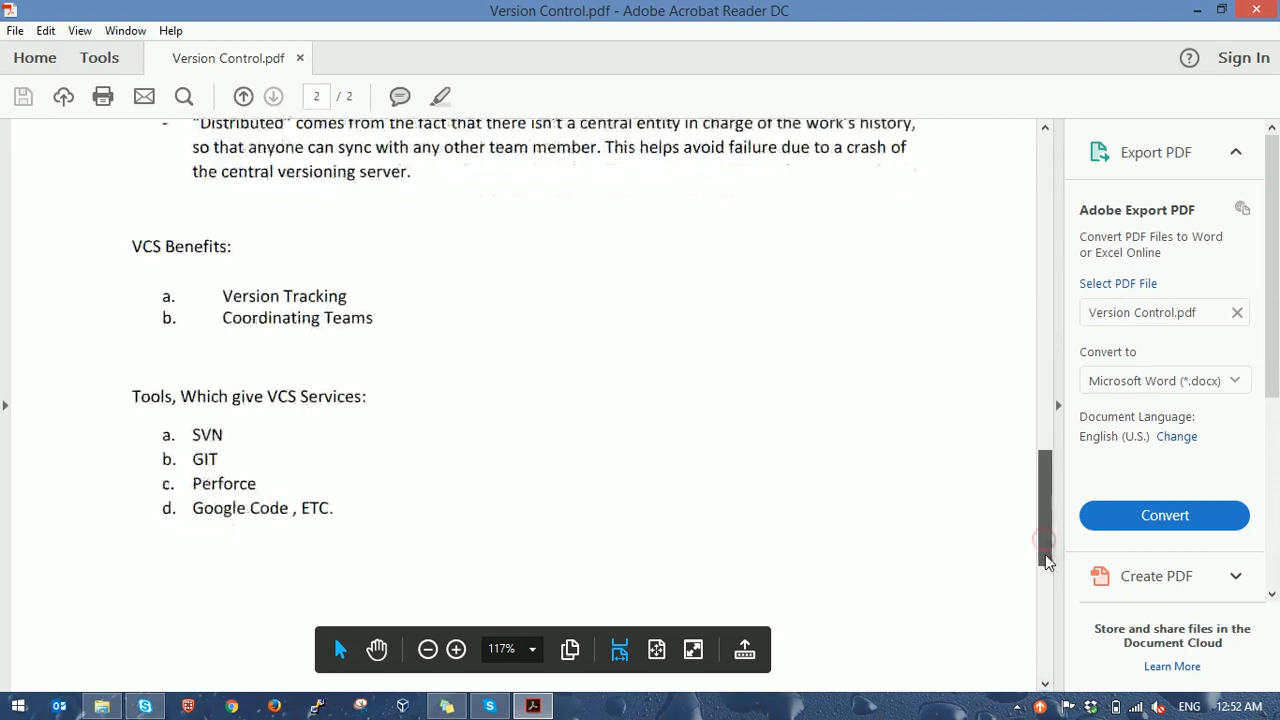 Version Control.pdf - Adobe Acrobat Reader DC
File Edit View Window Help
Home Tools Version Control.pdf × Sign In
2 / 2
- "Distributed" comes from the fact that there isn't a central entity in charge of the work's history,
so that anyone can sync with any other team member. This helps avoid failure due to a crash of
the central versioning server.
VCS Benefits:
a. Version Tracking
b. Coordinating Teams
Tools, Which give VCS Services:
a. SVN
b. GIT
c. Perforce
d. Google Code , ETC.
117%
Export PDF
Adobe Export PDF
Convert PDF Files to Word
or Excel Online
Select PDF File
Version Control.pdf
Convert to
Microsoft Word (*.docx)
Document Language:
English (U.S.) Change
Convert
Create PDF
Store and share files in the
Document Cloud
Learn More
ENG 12:52 AM